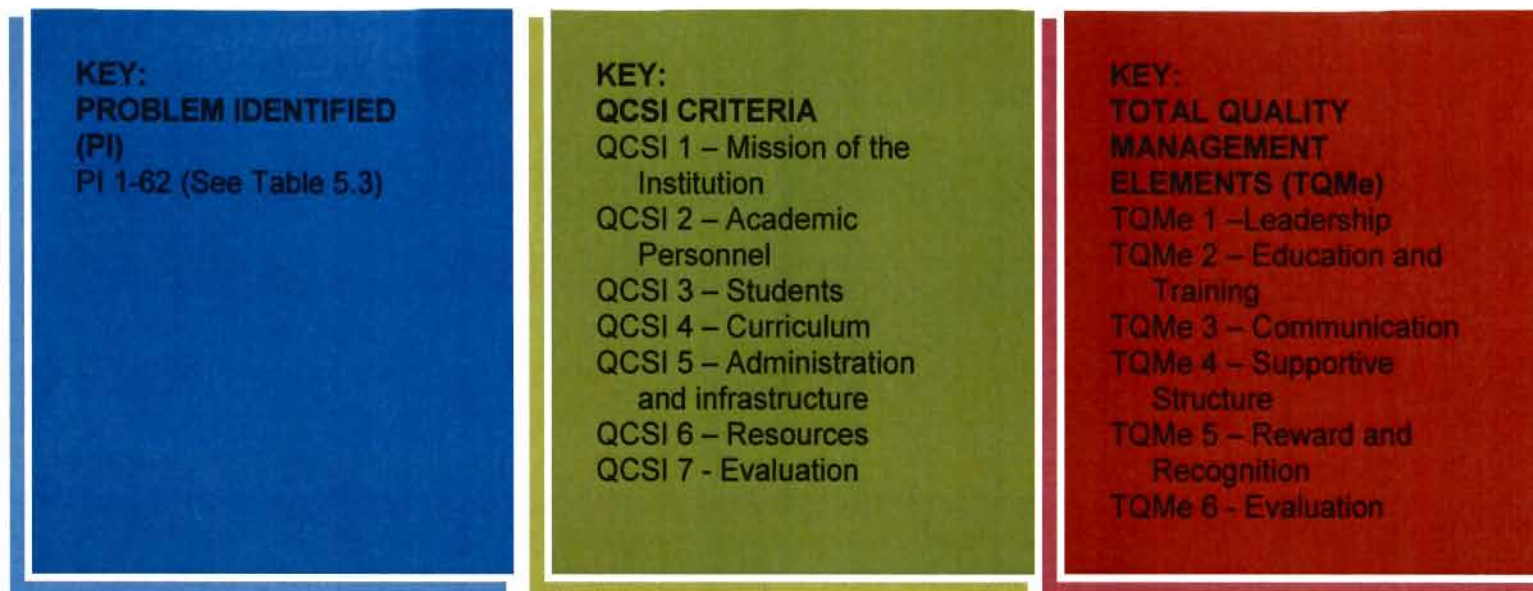 KEY:
PROBLEM IDENTIFIED
(PI)
PI 1-62 (See Table 5.3)
KEY:
QCSI CRITERIA
QCSI 1 – Mission of the
Institution
QCSI 2 – Academic
Personnel
QCSI 3 – Students
QCSI 4 – Curriculum
QCSI 5 – Administration
and infrastructure
QCSI 6 – Resources
QCSI 7 - Evaluation
KEY:
TOTAL QUALITY
MANAGEMENT
ELEMENTS (TQMe)
TQMe 1 –Leadership
TQMe 2 – Education and
Training
TQMe 3 – Communication
TQMe 4 – Supportive
Structure
TQMe 5 – Reward and
Recognition
TQMe 6 - Evaluation